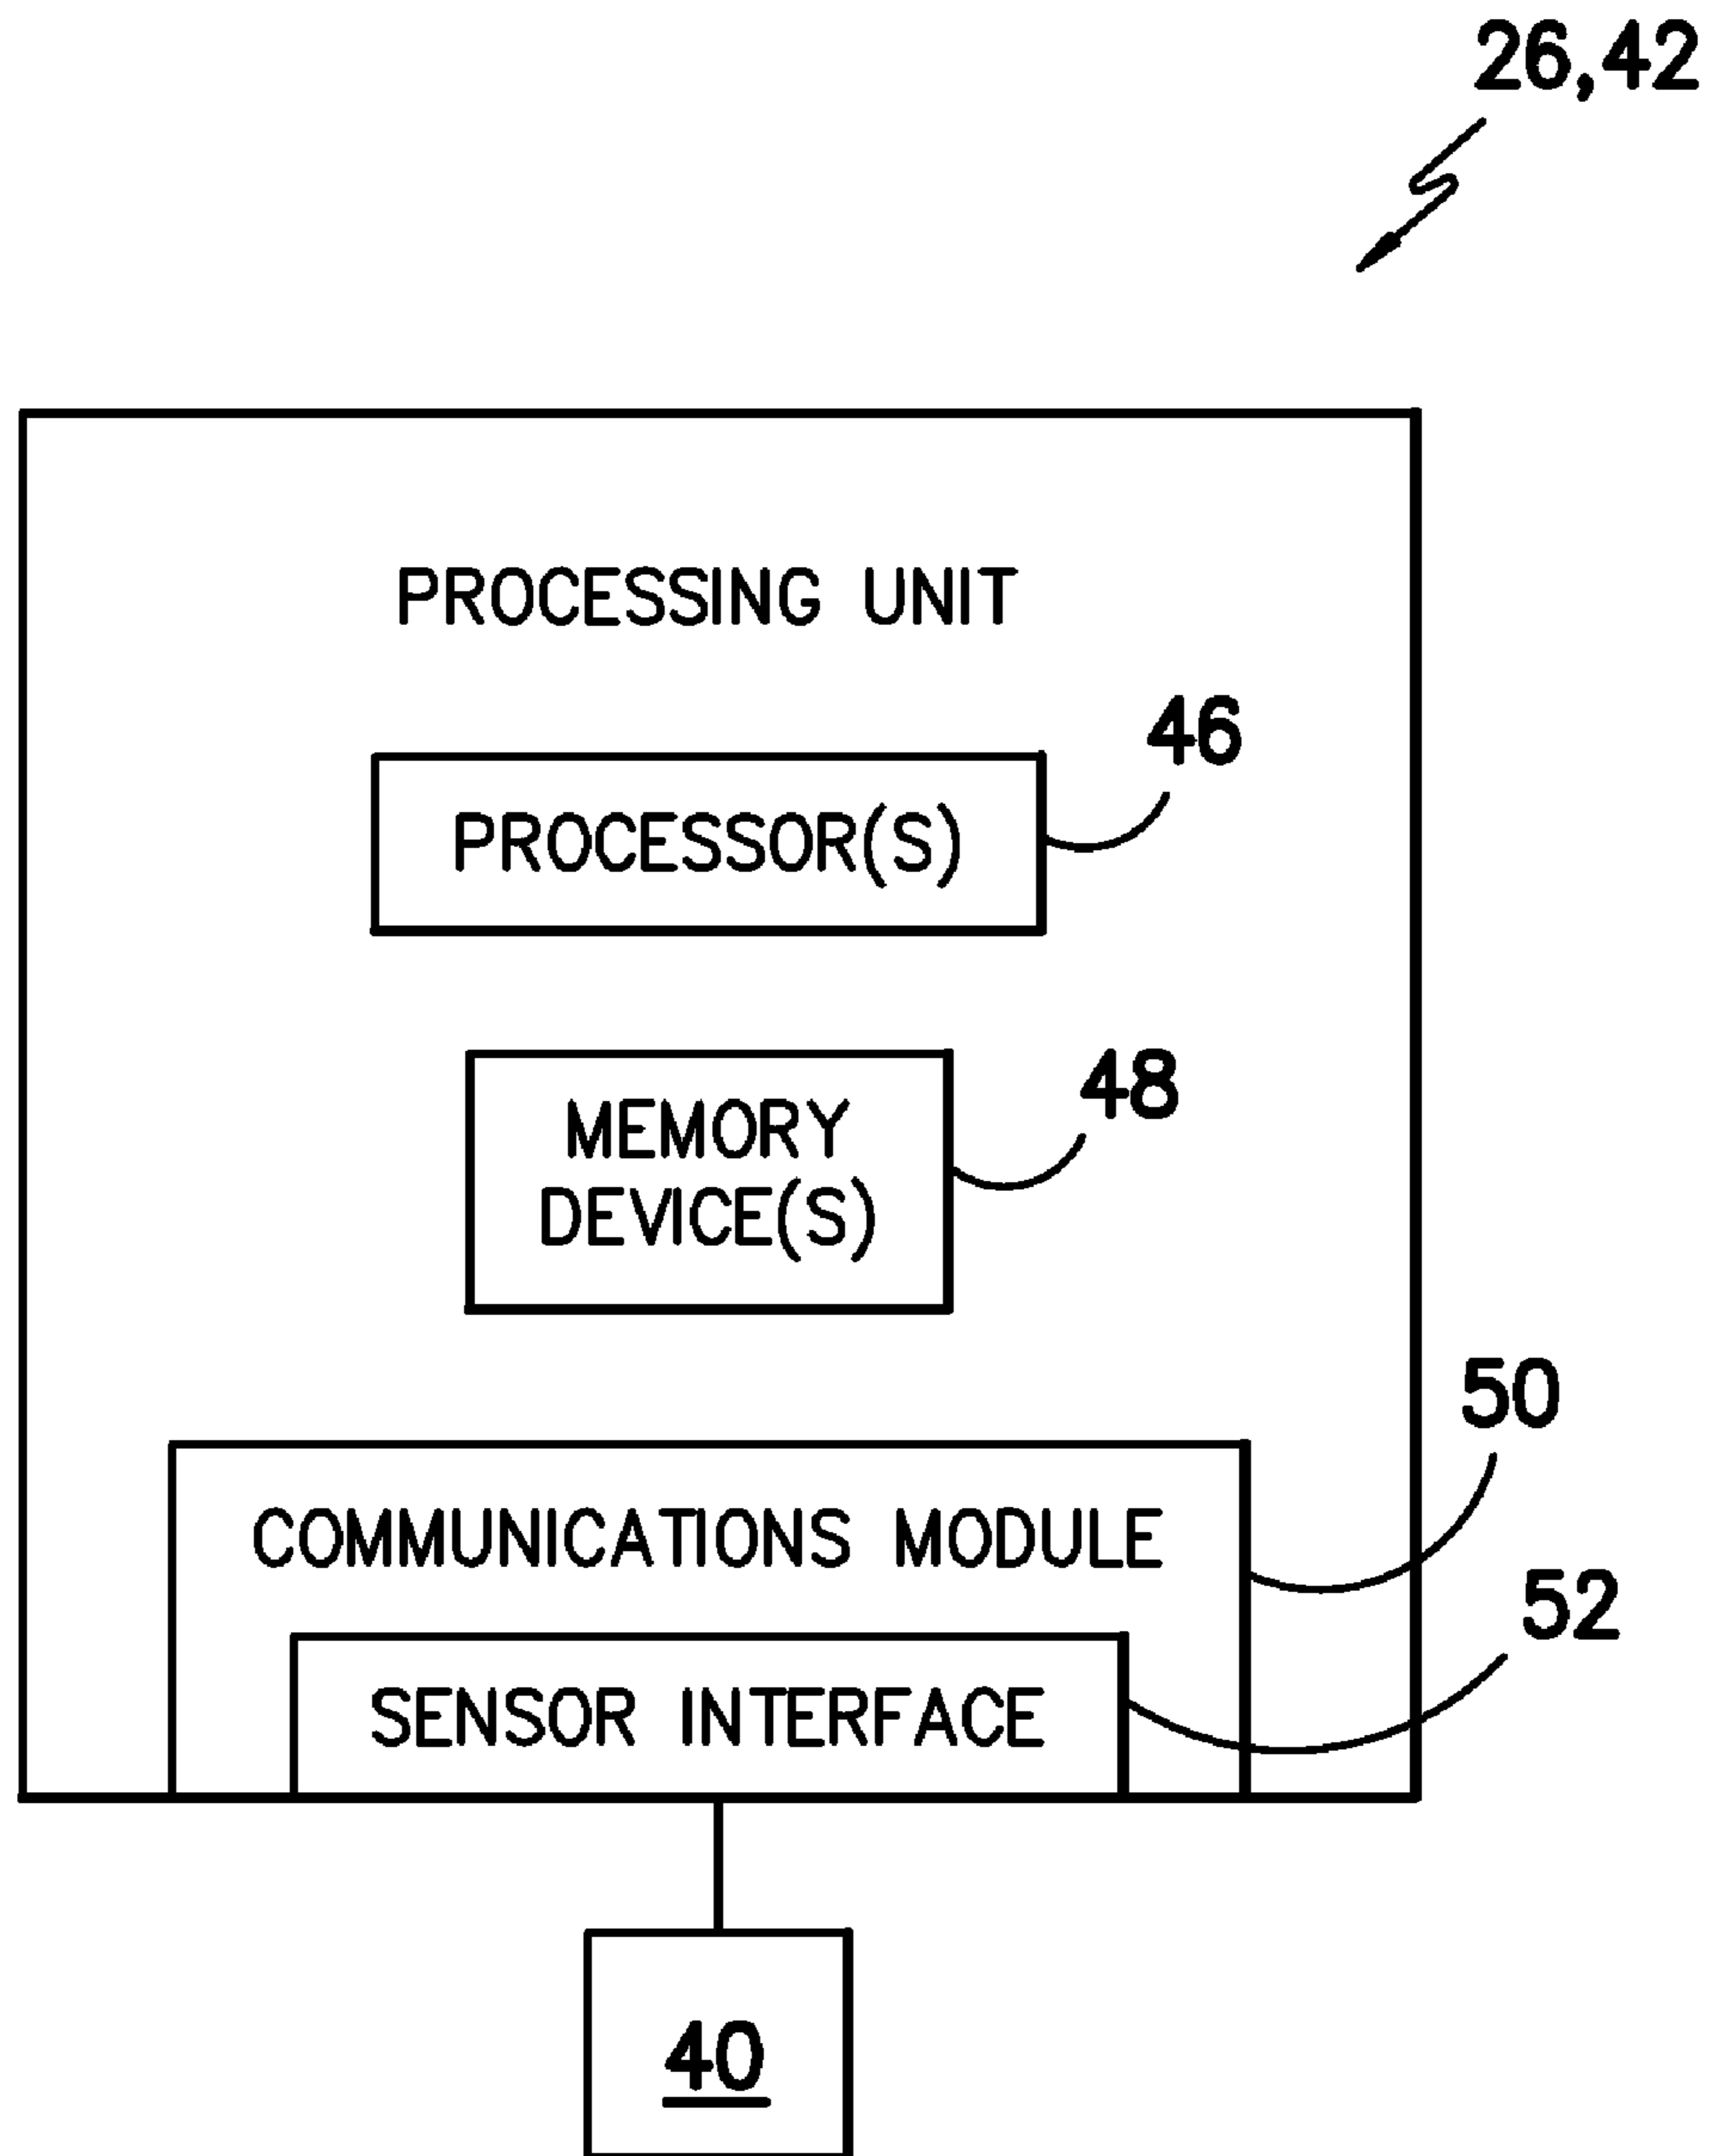 26,42
PROCESSING UNIT
46
PROCESSOR(S)
48
MEMORY
DEVICE(S)
50
COMMUNICATIONS MODULE
52
SENSOR INTERFACE
40